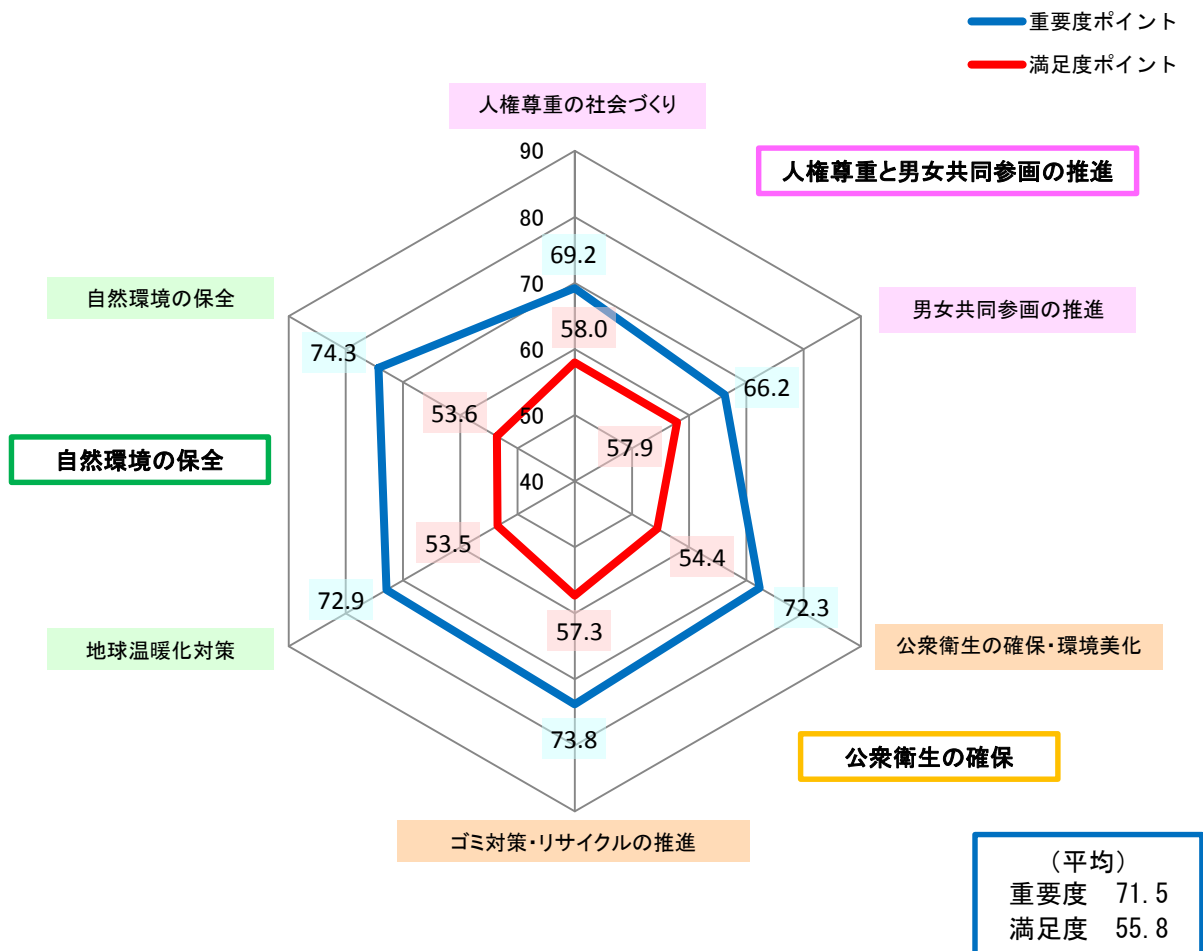 重要度ポイント
満足度ポイント
人権尊重の社会づくり
人権尊重と男女共同参画の推進
90
80
70
60
50
40
69.2
58.0
自然環境の保全
男女共同参画の推進
74.3
66.2
53.6
57.9
自然環境の保全
53.5
54.4
72.9
72.3
地球温暖化対策
公衆衛生の確保・環境美化
57.3
73.8
公衆衛生の確保
ゴミ対策・リサイクルの推進
(平均)
重要度 71.5
満足度 55.8